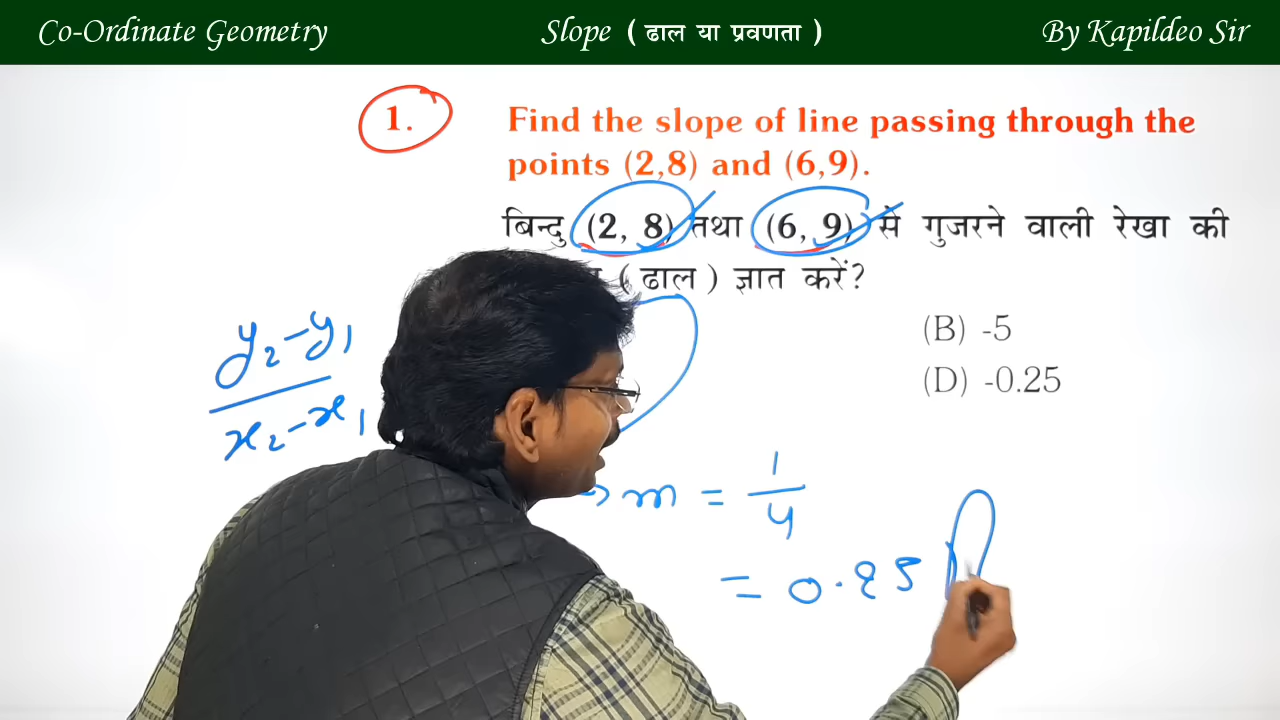 Co-Ordinate Geometry Slope ( ढाल या प्रवणता ) By Kapildeo Sir
1. Find the slope of line passing through the
points (2,8) and (6,9).
बिन्दु (2, 8) तथा (6, 9) से गुजरने वाली रेखा की
( ढाल ) ज्ञात करें?
(B) -5
(D) -0.25
y₂-y₁
x₂-x₁
m = 1/4
= 0.25